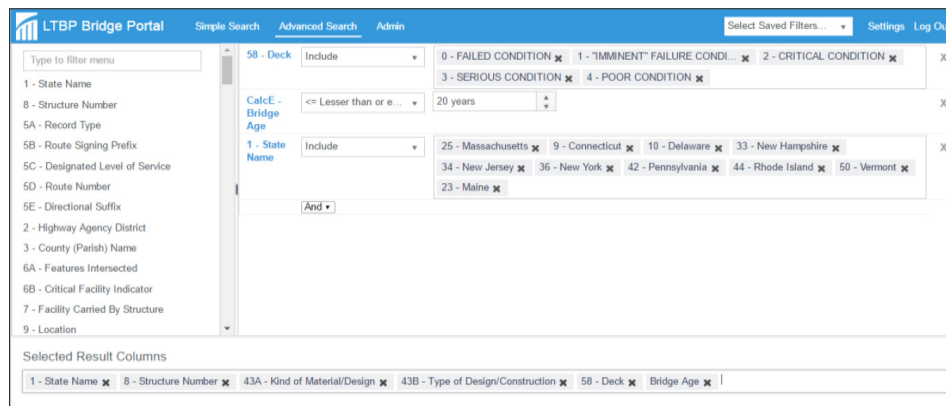 LTBP Bridge Portal Simple Search Advanced Search Admin Select Saved Filters... Settings Log Ou
Type to filter menu
1 - State Name
8 - Structure Number
5A - Record Type
5B - Route Signing Prefix
5C - Designated Level of Service
5D - Route Number
5E - Directional Suffix
2 - Highway Agency District
3 - County (Parish) Name
6A - Features Intersected
6B - Critical Facility Indicator
7 - Facility Carried By Structure
9 - Location
58 - Deck Include 0 - FAILED CONDITION x 1 - "IMMINENT" FAILURE CONDI... x 2 - CRITICAL CONDITION x X
3 - SERIOUS CONDITION x 4 - POOR CONDITION x
CalcE - <= Lesser than or e... 20 years X
Bridge
Age
1 - State Include 25 - Massachusetts x 9 - Connecticut x 10 - Delaware x 33 - New Hampshire x X
Name
34 - New Jersey x 36 - New York x 42 - Pennsylvania x 44 - Rhode Island x 50 - Vermont x
23 - Maine x
And
Selected Result Columns
1 - State Name x 8 - Structure Number x 43A - Kind of Material/Design x 43B - Type of Design/Construction x 58 - Deck x Bridge Age x